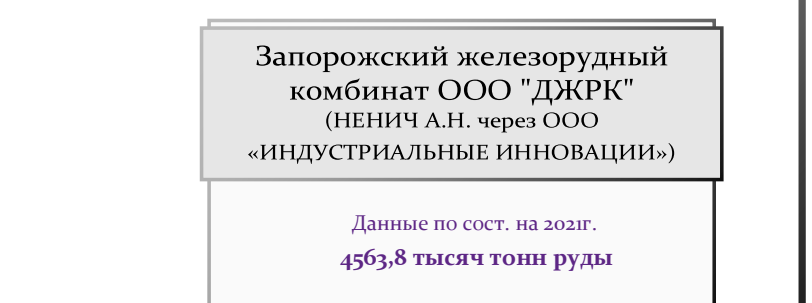 Запорожский железорудный
комбинат ООО "ДЖРК"
(НЕНИЧ А.Н. через ООО
«ИНДУСТРИАЛЬНЫЕ ИННОВАЦИИ»)
Данные по сост. на 2021г.
4563,8 тысяч тонн руды